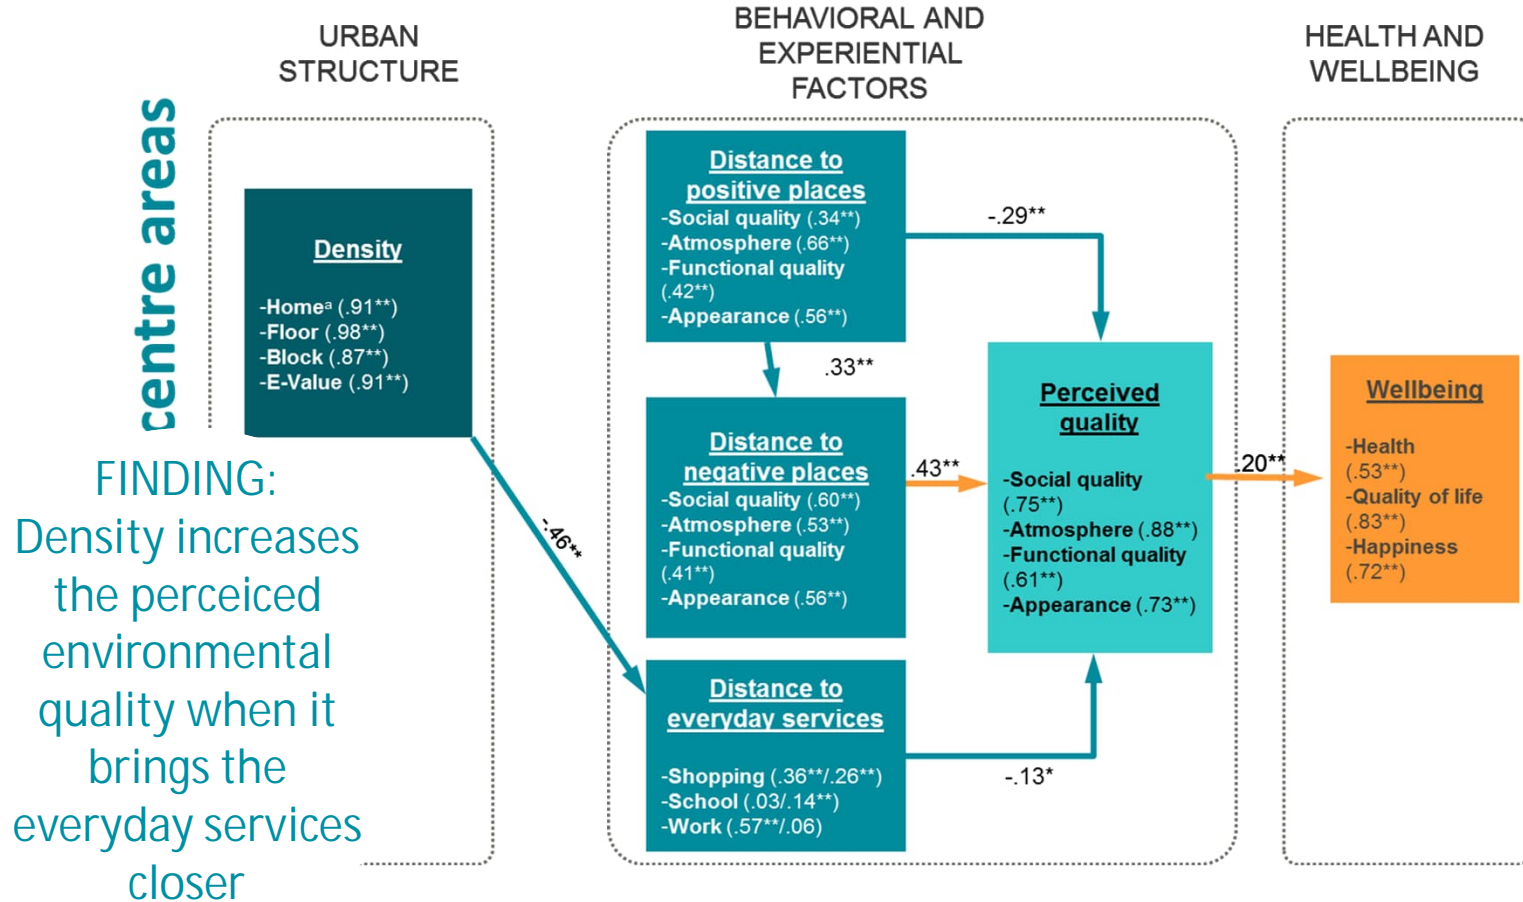 URBAN
STRUCTURE
BEHAVIORAL AND
EXPERIENTIAL
FACTORS
HEALTH AND
WELLBEING
centre areas
Density
-Homeª (.91**)
-Floor (.98**)
-Block (.87**)
-E-Value (.91**)
FINDING:
Density increases
the perceiced
environmental
quality when it
brings the
everyday services
closer
-.46**
Distance to
positive places
-Social quality (.34**)
-Atmosphere (.66**)
-Functional quality
(.42**)
-Appearance (.56**)
-.29**
.33**
Distance to
negative places
-Social quality (.60**)
-Atmosphere (.53**)
-Functional quality
(.41**)
-Appearance (.56**)
.43**
Distance to
everyday services
-Shopping (.36**/.26**)
-School (.03/.14**)
-Work (.57**/.06)
-.13*
Perceived
quality
-Social quality
(.75**)
-Atmosphere (.88**)
-Functional quality
(.61**)
-Appearance (.73**)
.20**
Wellbeing
-Health
(.53**)
-Quality of life
(.83**)
-Happiness
(.72**)